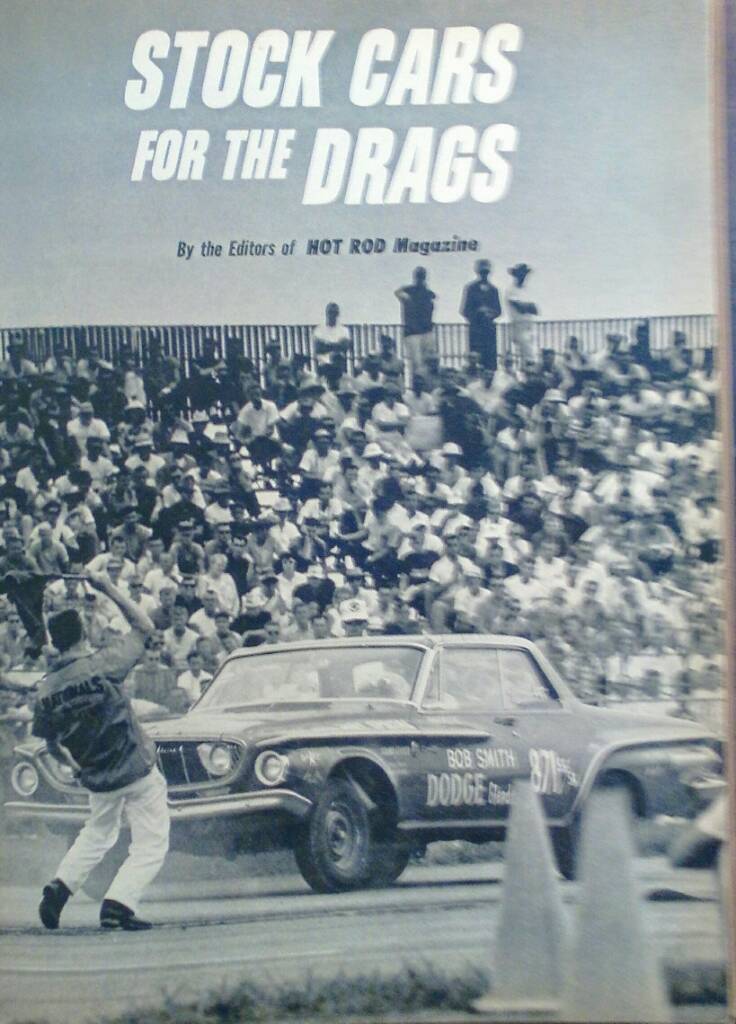 STOCK CARS
FOR THE DRAGS
By the Editors of HOT ROD Magazine
NATIONALS
BOB SMITH
DODGE
871